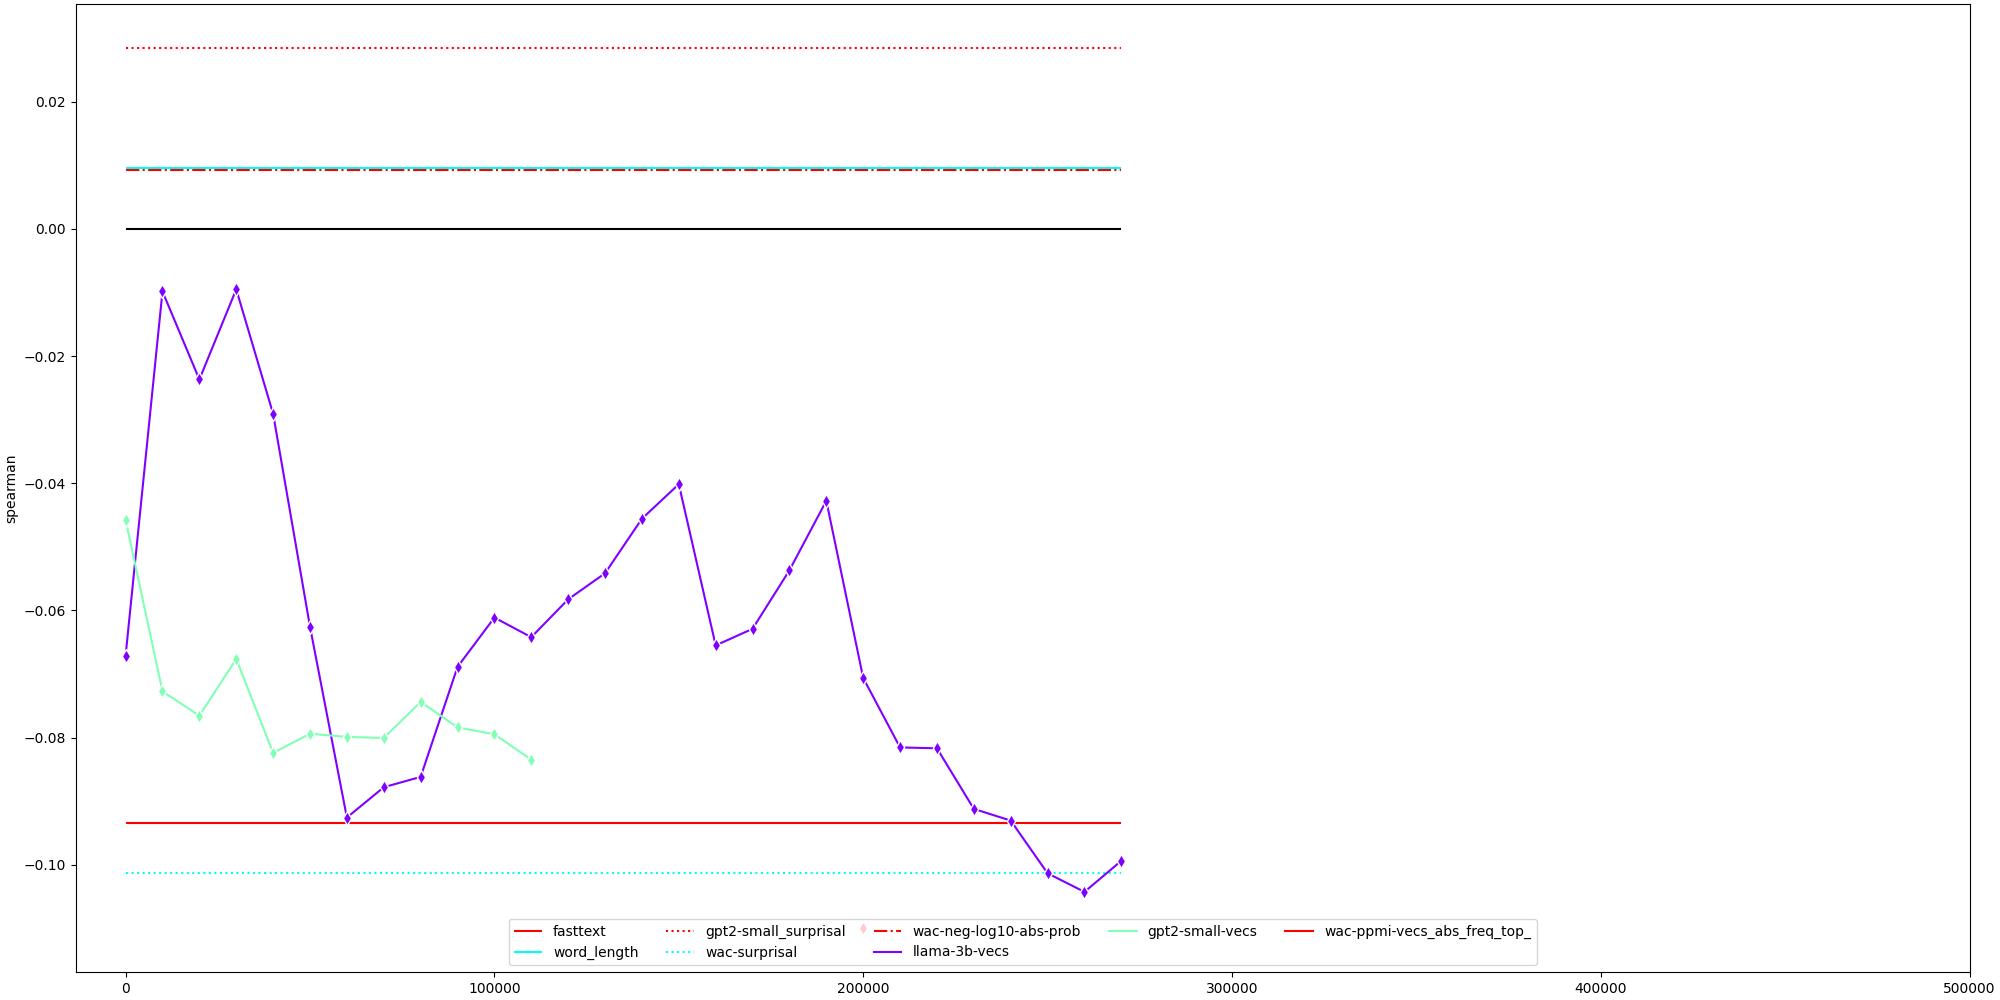 0.02
0.00
−0.02
−0.04
−0.06
−0.08
−0.10
spearman
fasttext gpt2-small_surprisal wac-neg-log10-abs-prob gpt2-small-vecs wac-ppmi-vecs_abs_freq_top_
word_length wac-surprisal llama-3b-vecs
0 100000 200000 300000 400000 500000